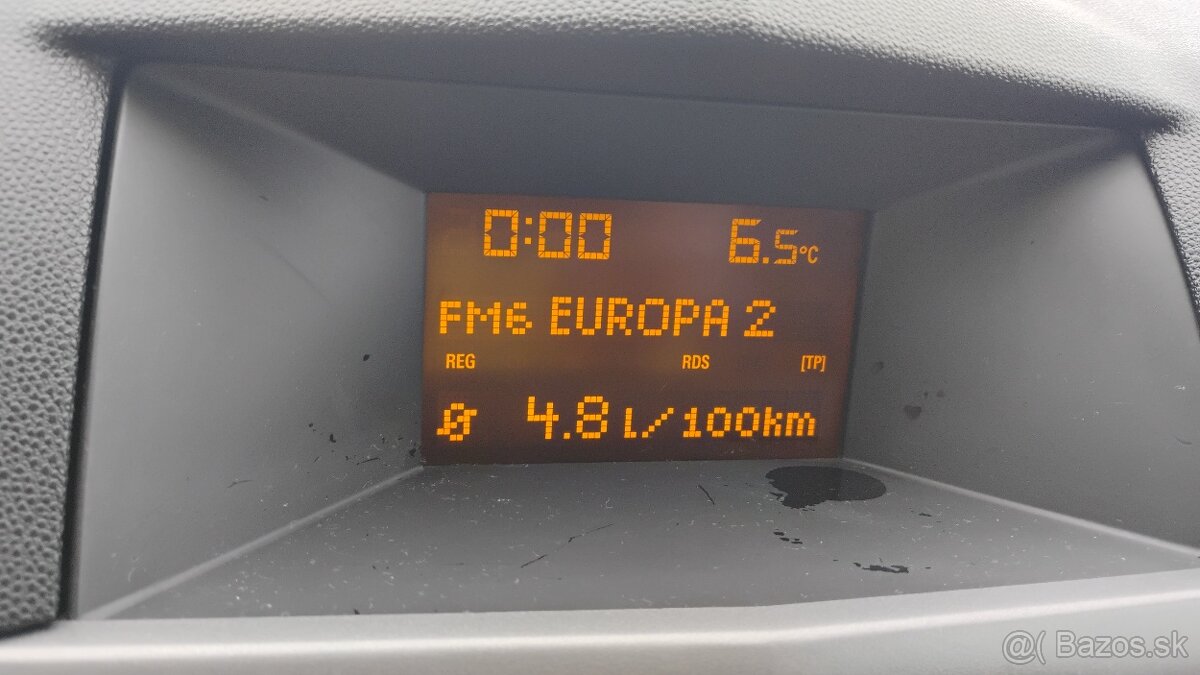 0:00 6.5°C
FM6 EUROPA 2
REG RDS [TP]
Ø 4.8 l/100km
@( Bazos.sk